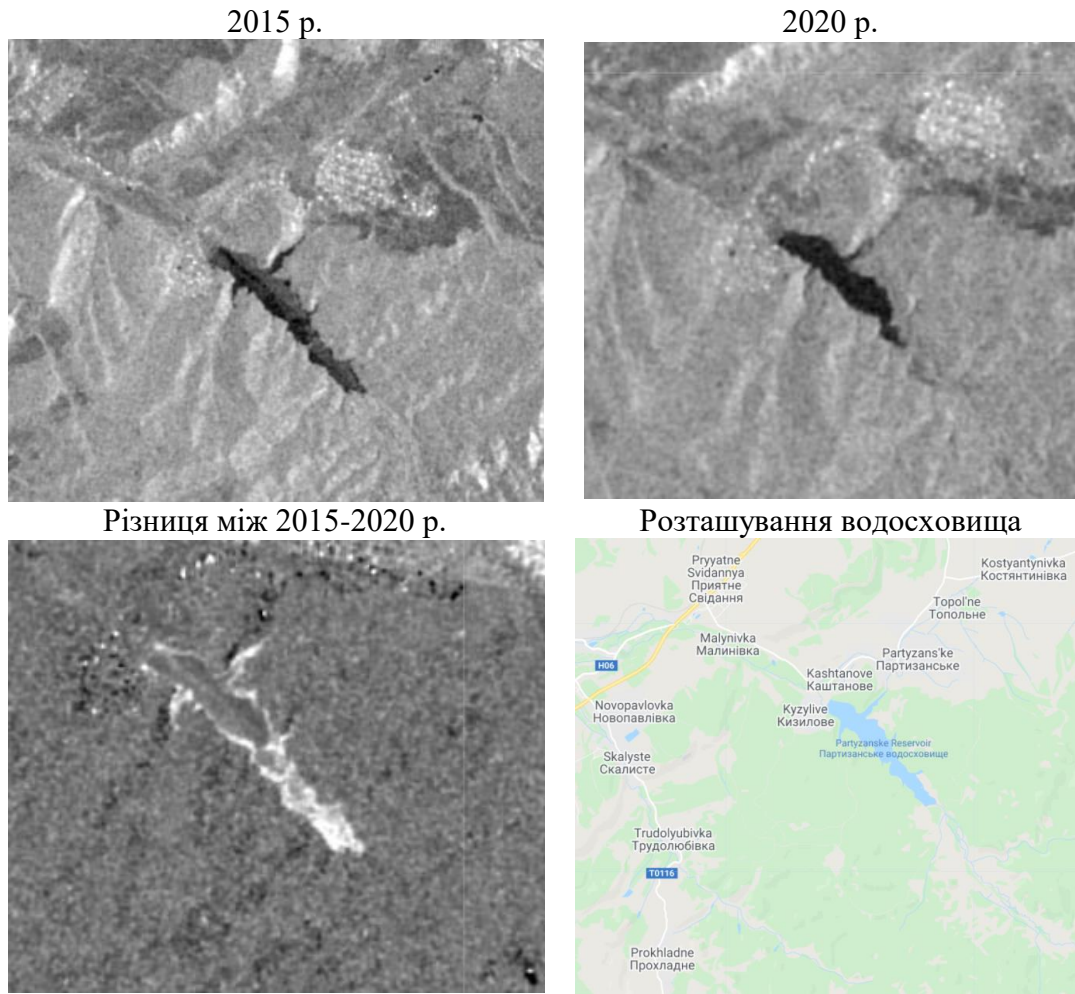 2015 р.
2020 р.
Різниця між 2015-2020 р.
Розташування водосховища
Pryyatne
Svidannya
Приятне
Свідання
Kostyantynivka
Костянтинівка
Topol'ne
Топольне
Malynivka
Малинівка
H06
Partyzans'ke
Партизанське
Kashtanove
Каштанове
Novopavlovka
Новопавлівка
Kyzylive
Кизилове
Partyzanske Reservoir
Партизанське водосховище
Skalyste
Скалисте
Trudolyubivka
Трудолюбівка
T0116
Prokhladne
Прохладне